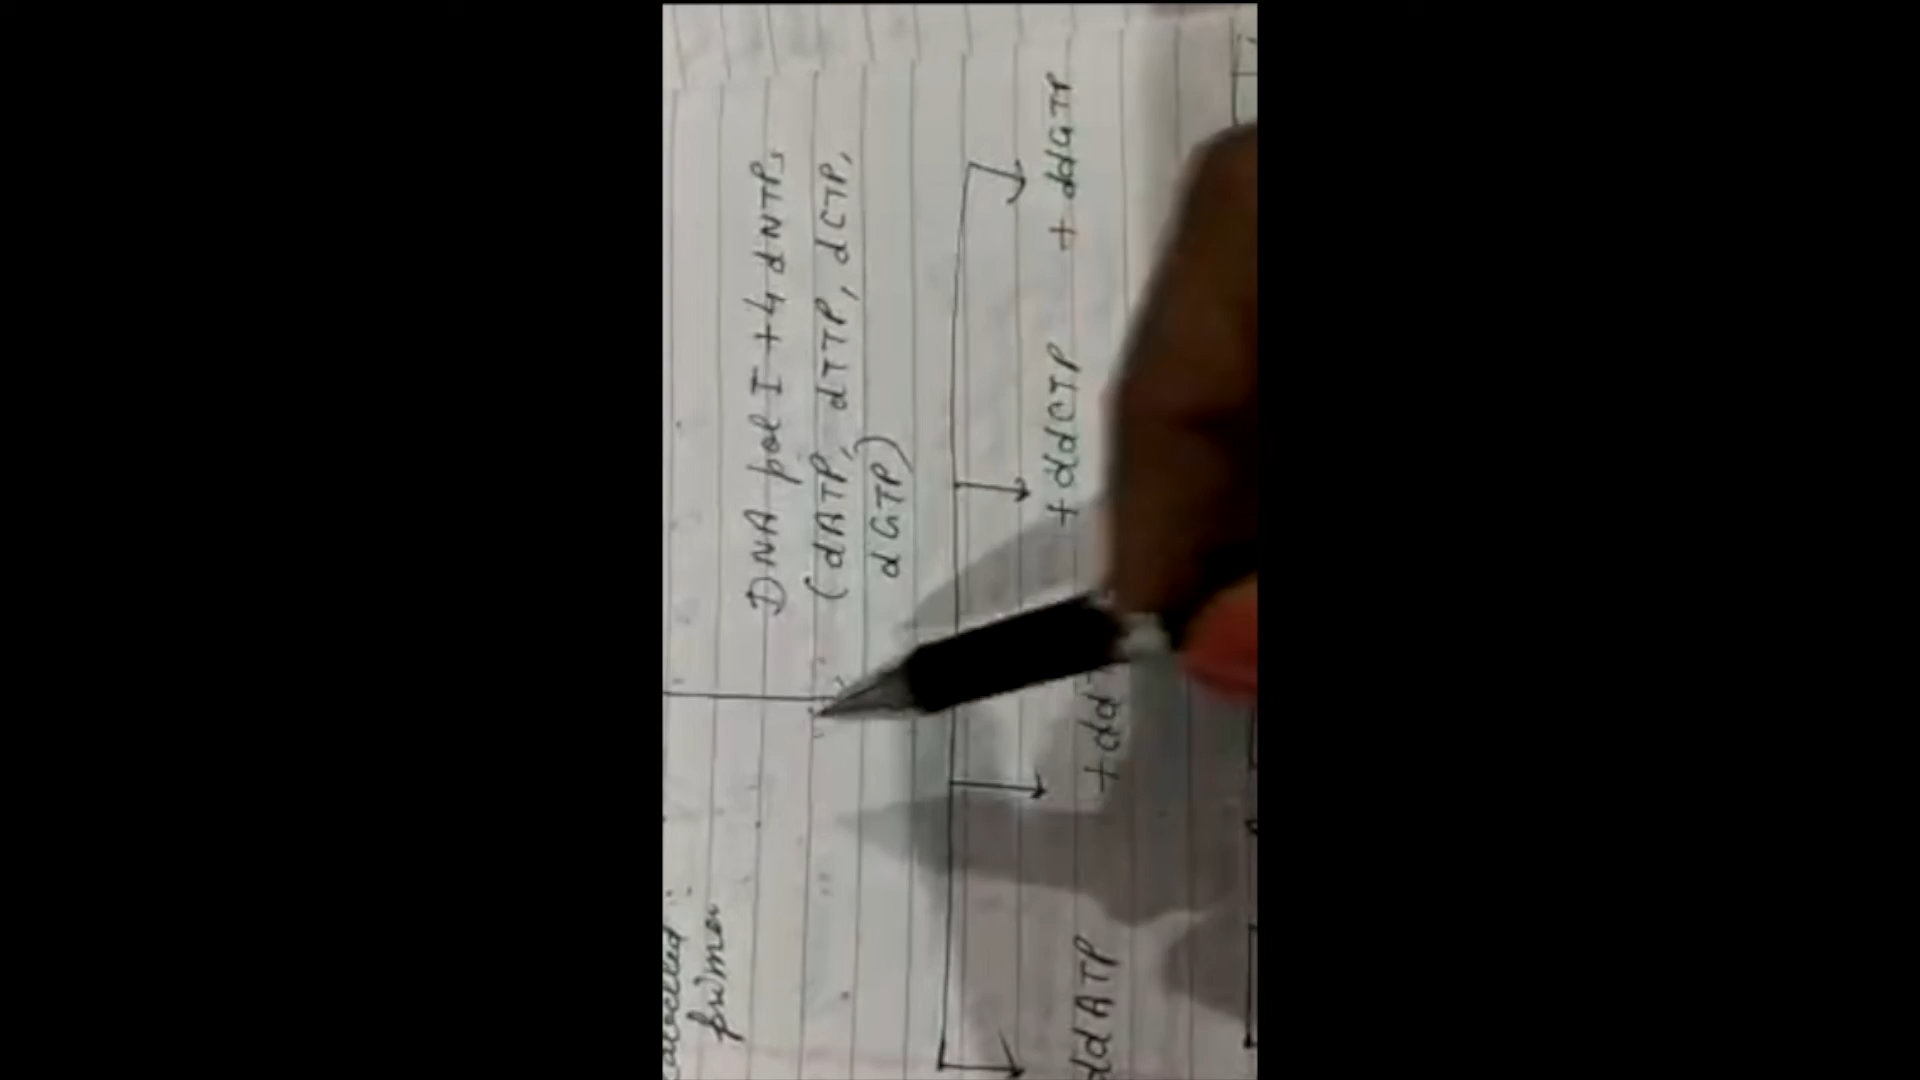 labelled
primer
DNA pol I + 4 dNTPs
(dATP, dTTP, dCTP,
dGTP)
ddATP
+ dd
+ ddCTP
+ ddGTP